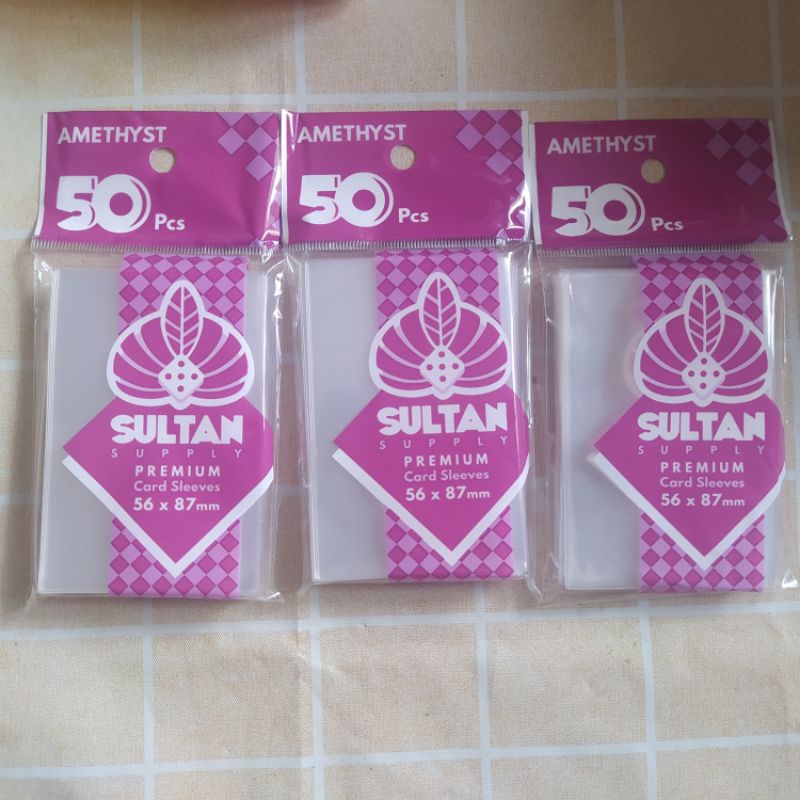 AMETHYST
50 Pcs
SULTAN
SUPPLY
PREMIUM
Card Sleeves
56 x 87mm
AMETHYST
50 Pcs
SULTAN
SUPPLY
PREMIUM
Card Sleeves
56 x 87mm
AMETHYST
50 Pcs
SULTAN
SUPPLY
PREMIUM
Card Sleeves
56 x 87mm